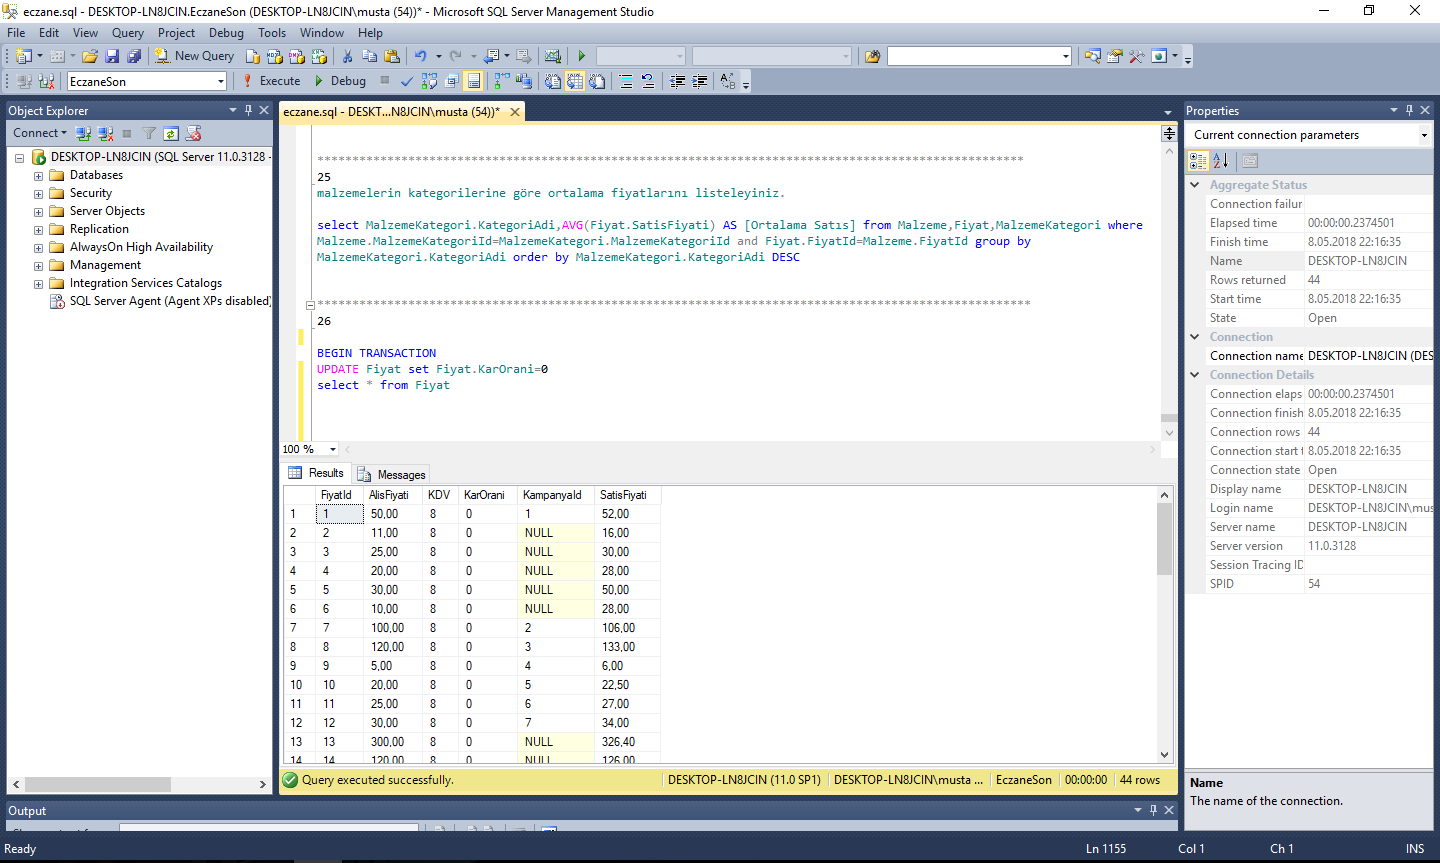 eczane.sql - DESKTOP-LN8JCIN.EczaneSon (DESKTOP-LN8JCIN\musta (54))* - Microsoft SQL Server Management Studio
File Edit View Query Project Debug Tools Window Help
New Query
EczaneSon Execute Debug
Object Explorer
Connect
DESKTOP-LN8JCIN (SQL Server 11.0.3128 -
Databases
Security
Server Objects
Replication
AlwaysOn High Availability
Management
Integration Services Catalogs
SQL Server Agent (Agent XPs disabled)
eczane.sql - DESKT...N8JCIN\musta (54))*
*****************************************************************************************************
25
malzemelerin kategorilerine göre ortalama fiyatlarını listeleyiniz.
select MalzemeKategori.KategoriAdi,AVG(Fiyat.SatisFiyati) AS [Ortalama Satıs] from Malzeme,Fiyat,MalzemeKategori where
Malzeme.MalzemeKategoriId=MalzemeKategori.MalzemeKategoriId and Fiyat.FiyatId=Malzeme.FiyatId group by
MalzemeKategori.KategoriAdi order by MalzemeKategori.KategoriAdi DESC
******************************************************************************************************
26
BEGIN TRANSACTION
UPDATE Fiyat set Fiyat.KarOrani=0
select * from Fiyat
100 %
Results Messages
FiyatId AlisFiyati KDV KarOrani KampanyaId SatisFiyati
1 1 50,00 8 0 1 52,00
2 2 11,00 8 0 NULL 16,00
3 3 25,00 8 0 NULL 30,00
4 4 20,00 8 0 NULL 28,00
5 5 30,00 8 0 NULL 50,00
6 6 10,00 8 0 NULL 28,00
7 7 100,00 8 0 2 106,00
8 8 120,00 8 0 3 133,00
9 9 5,00 8 0 4 6,00
10 10 20,00 8 0 5 22,50
11 11 25,00 8 0 6 27,00
12 12 30,00 8 0 7 34,00
13 13 300,00 8 0 NULL 326,40
14 14 120,00 8 0 NULL 126,00
Query executed successfully. DESKTOP-LN8JCIN (11.0 SP1) DESKTOP-LN8JCIN\musta ... EczaneSon 00:00:00 44 rows
Properties
Current connection parameters
Aggregate Status
Connection failur
Elapsed time 00:00:00.2374501
Finish time 8.05.2018 22:16:35
Name DESKTOP-LN8JCIN
Rows returned 44
Start time 8.05.2018 22:16:35
State Open
Connection
Connection name DESKTOP-LN8JCIN (DES
Connection Details
Connection elaps 00:00:00.2374501
Connection finish 8.05.2018 22:16:35
Connection rows 44
Connection start t 8.05.2018 22:16:35
Connection state Open
Display name DESKTOP-LN8JCIN
Login name DESKTOP-LN8JCIN\mus
Server name DESKTOP-LN8JCIN
Server version 11.0.3128
Session Tracing ID
SPID 54
Name
The name of the connection.
Output
Ready Ln 1155 Col 1 Ch 1 INS